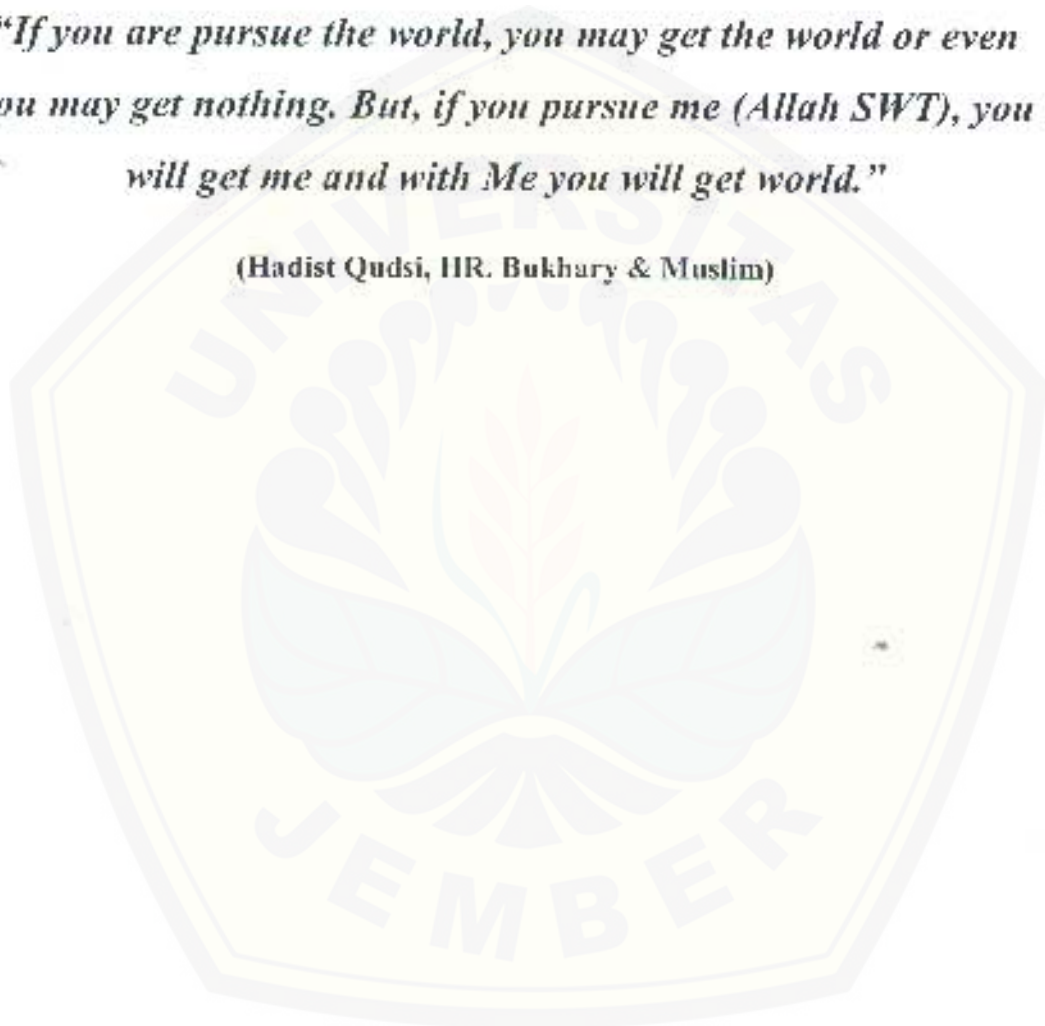 “If you are pursue the world, you may get the world or even
ou may get nothing. But, if you pursue me (Allah SWT), you
will get me and with Me you will get world.”
(Hadist Qudsi, HR. Bukhary & Muslim)
UNIVERSITAS
JEMBER